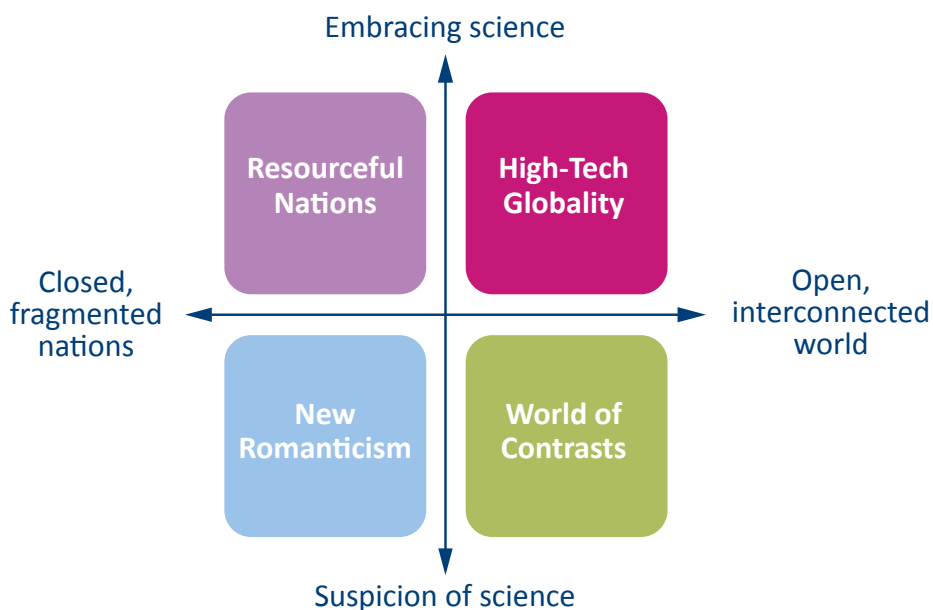 Embracing science
Resourceful
Nations
High-Tech
Globality
Closed,
fragmented
nations
Open,
interconnected
world
New
Romanticism
World of
Contrasts
Suspicion of science